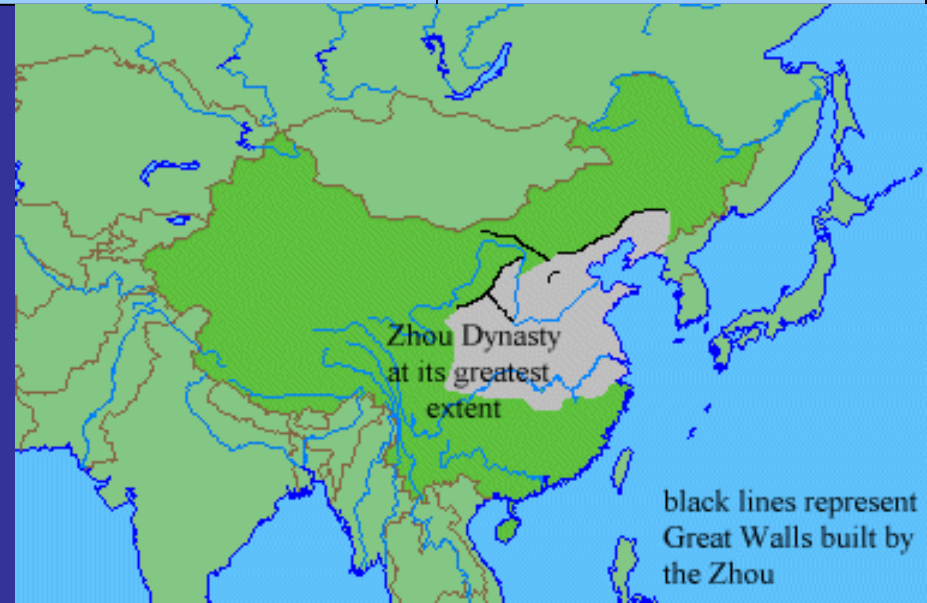 Zhou Dynasty
at its greatest
extent
black lines represent
Great Walls built by
the Zhou